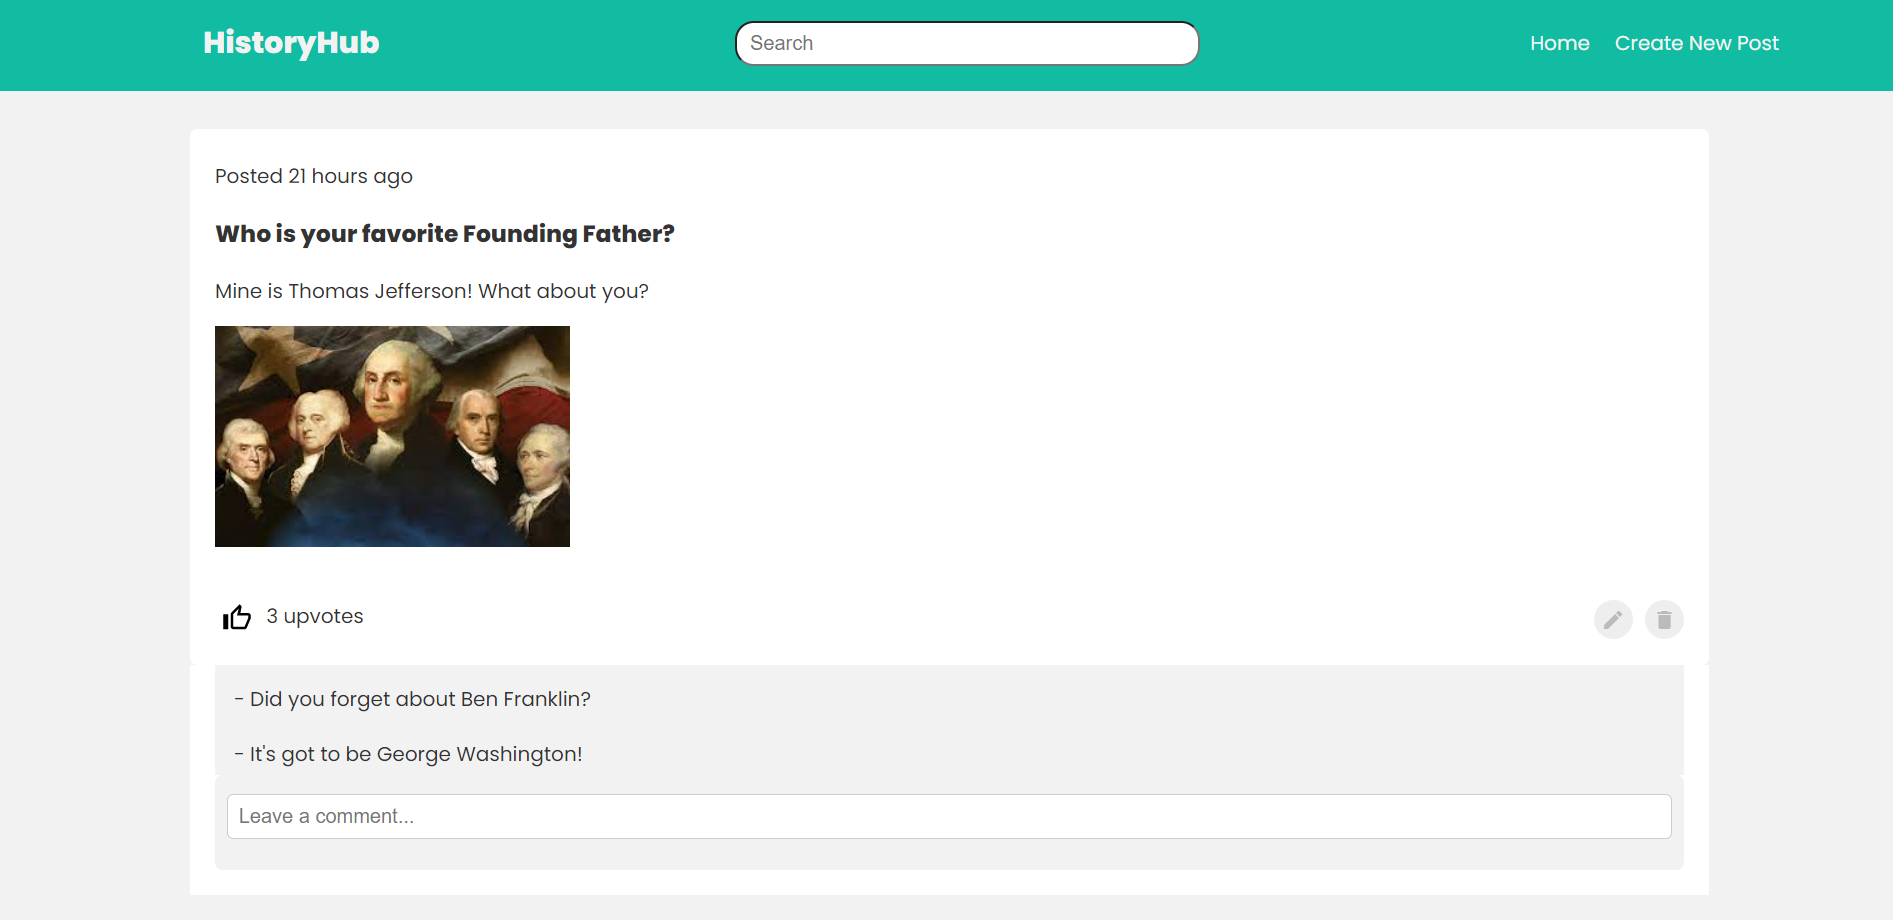 HistoryHub
Search
Home
Create New Post
Posted 21 hours ago
Who is your favorite Founding Father?
Mine is Thomas Jefferson! What about you?
3 upvotes
- Did you forget about Ben Franklin?
- It's got to be George Washington!
Leave a comment...